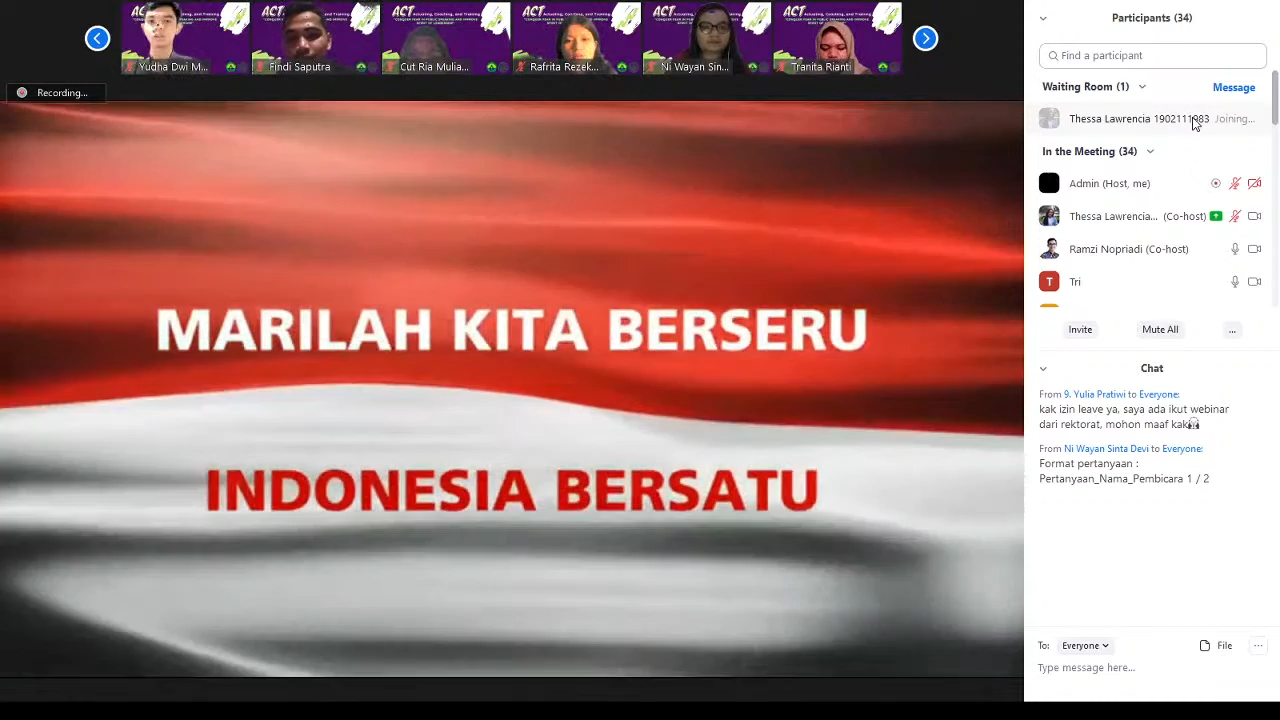 Yudha Dwi M...
Findi Saputra
Rafrita Rezek...
Ni Wayan Sin...
Tranita Rianti
Recording...
MARILAH KITA BERSERU
INDONESIA BERSATU
Participants (34)
Find a participant
Waiting Room (1)
Message
Thessa Lawrencia 1902111983 Joining...
In the Meeting (34)
Admin (Host, me)
Thessa Lawrencia... (Co-host)
Ramzi Nopriadi (Co-host)
T Tri
Invite
Mute All
...
Chat
From 9. Yulia Pratiwi to Everyone:
kak izin leave ya, saya ada ikut webinar
dari rektorat, mohon maaf kak
From Ni Wayan Sinta Devi to Everyone:
Format pertanyaan :
Pertanyaan_Nama_Pembicara 1 / 2
To: Everyone
File
...
Type message here...